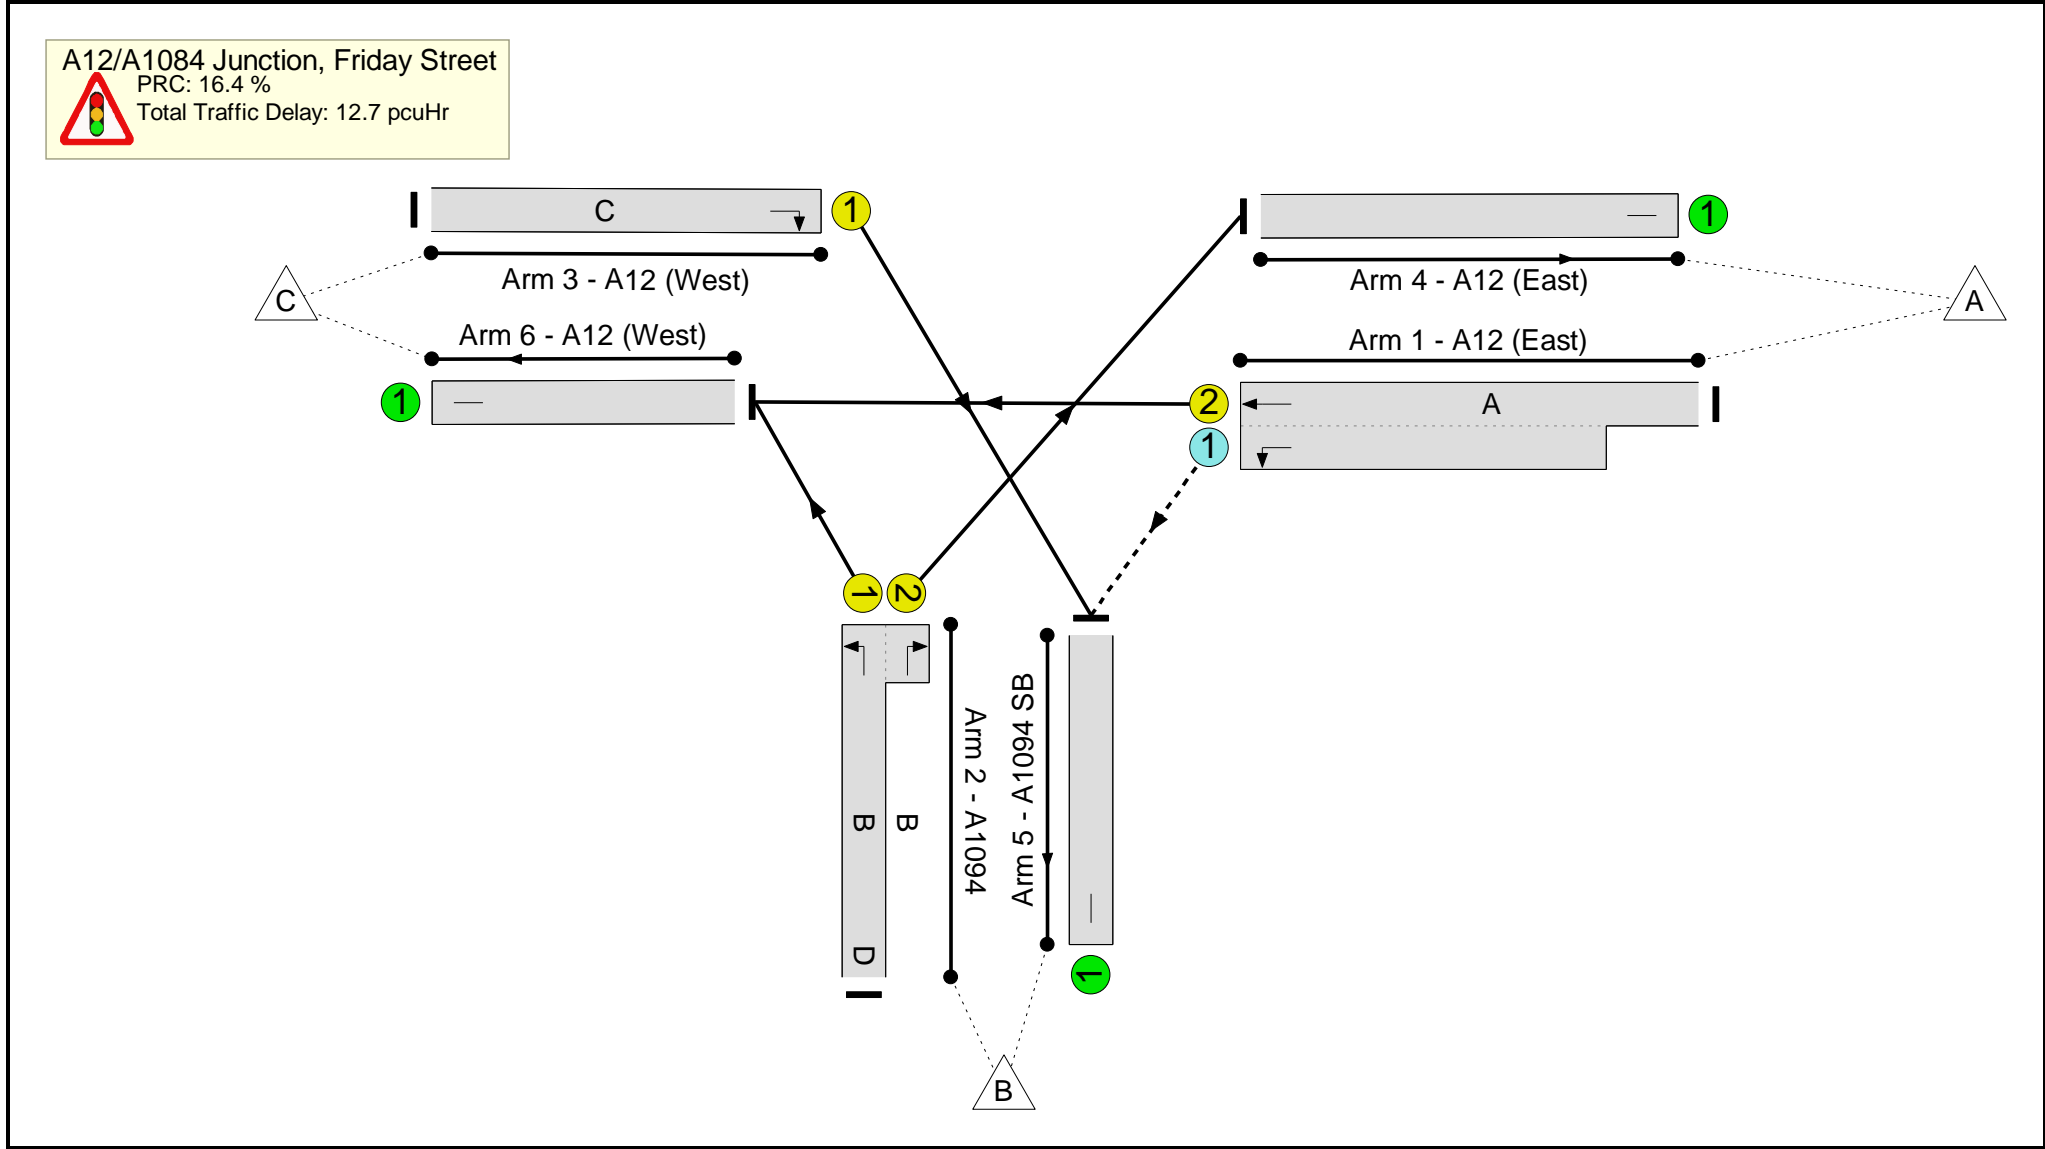 A12/A1084 Junction, Friday Street
PRC: 16.4 %
Total Traffic Delay: 12.7 pcuHr
C
1
1
Arm 3 - A12 (West)
Arm 4 - A12 (East)
C
A
Arm 6 - A12 (West)
Arm 1 - A12 (East)
1
2
A
1
1
2
Arm 2 - A1094
Arm 5 - A1094 SB
B
B
D
1
B